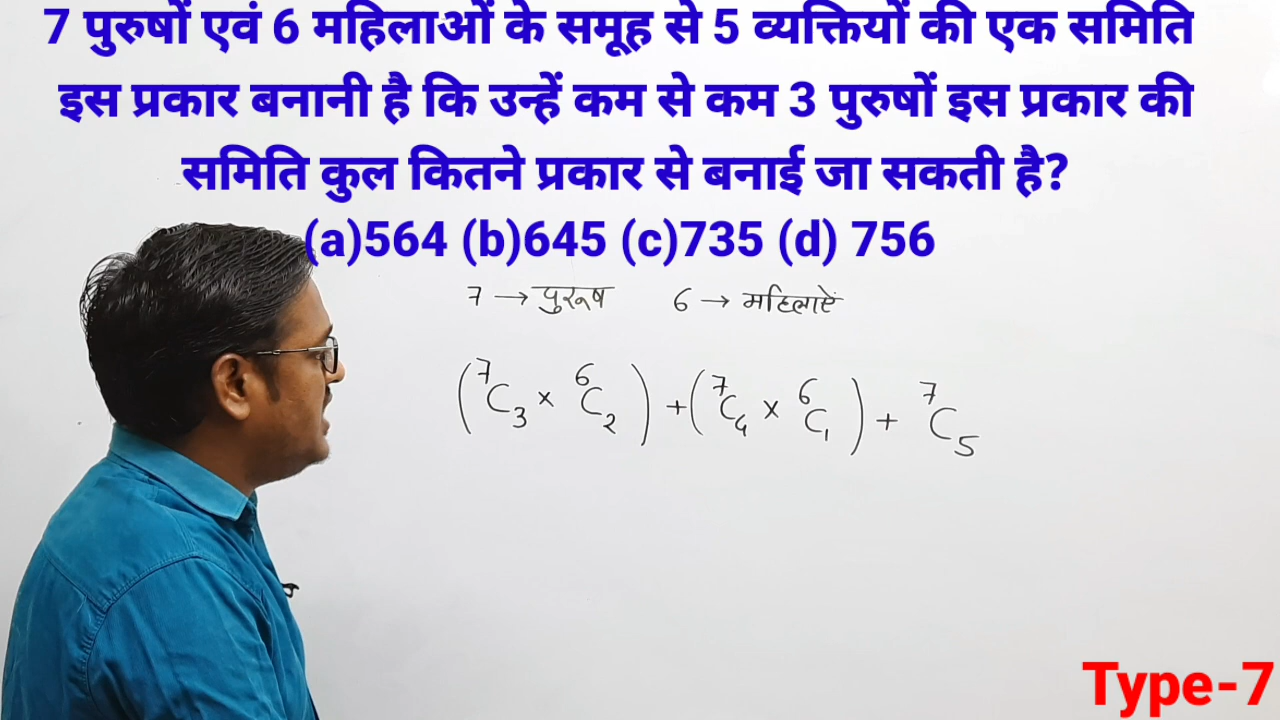 7 पुरुषों एवं 6 महिलाओं के समूह से 5 व्यक्तियों की एक समिति
इस प्रकार बनानी है कि उन्हें कम से कम 3 पुरुषों इस प्रकार की
समिति कुल कितने प्रकार से बनाई जा सकती है?
(a)564 (b)645 (c)735 (d) 756
7 → पुरूष 6 → महिलाऐं
(⁷C₃ × ⁶C₂) + (⁷C₄ × ⁶C₁) + ⁷C₅
Type-7